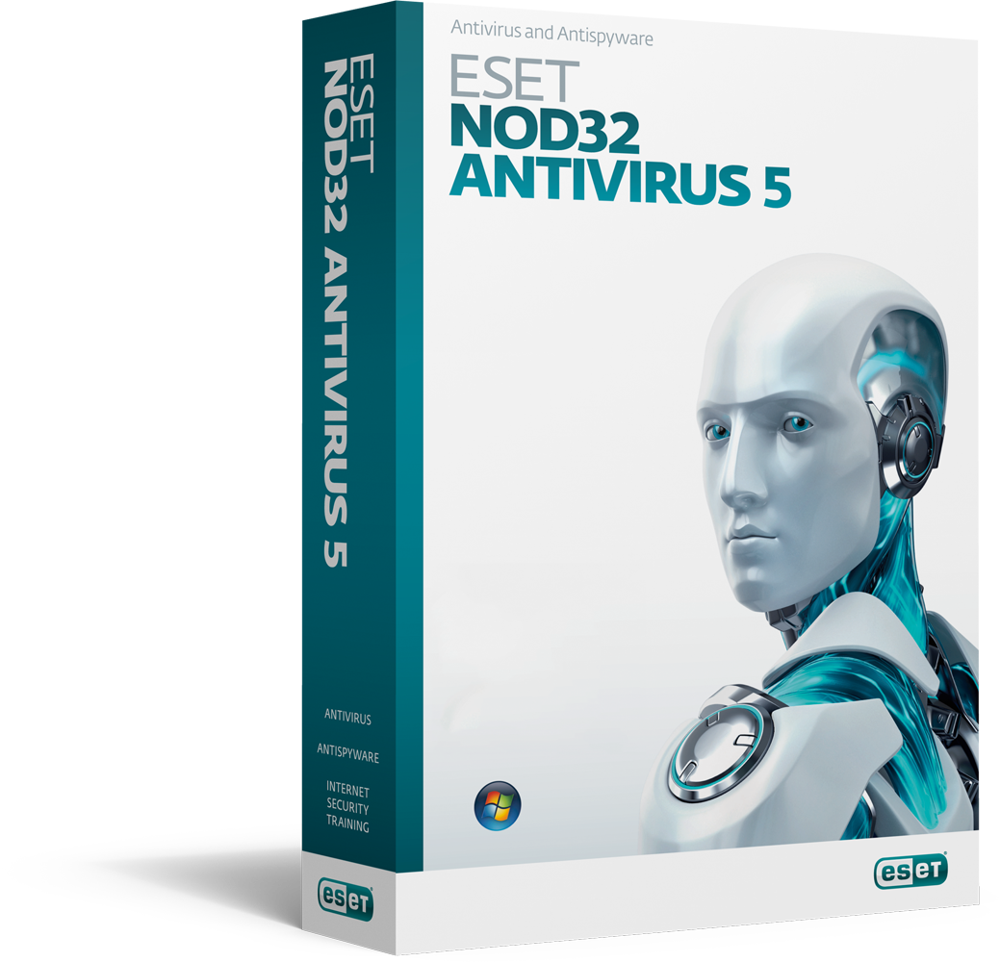 Antivirus and Antispyware
ESET
NOD32
ANTIVIRUS 5
eseT
ESET
NOD32 ANTIVIRUS 5
ANTIVIRUS
ANTISPYWARE
INTERNET
SECURITY
TRAINING
eseT